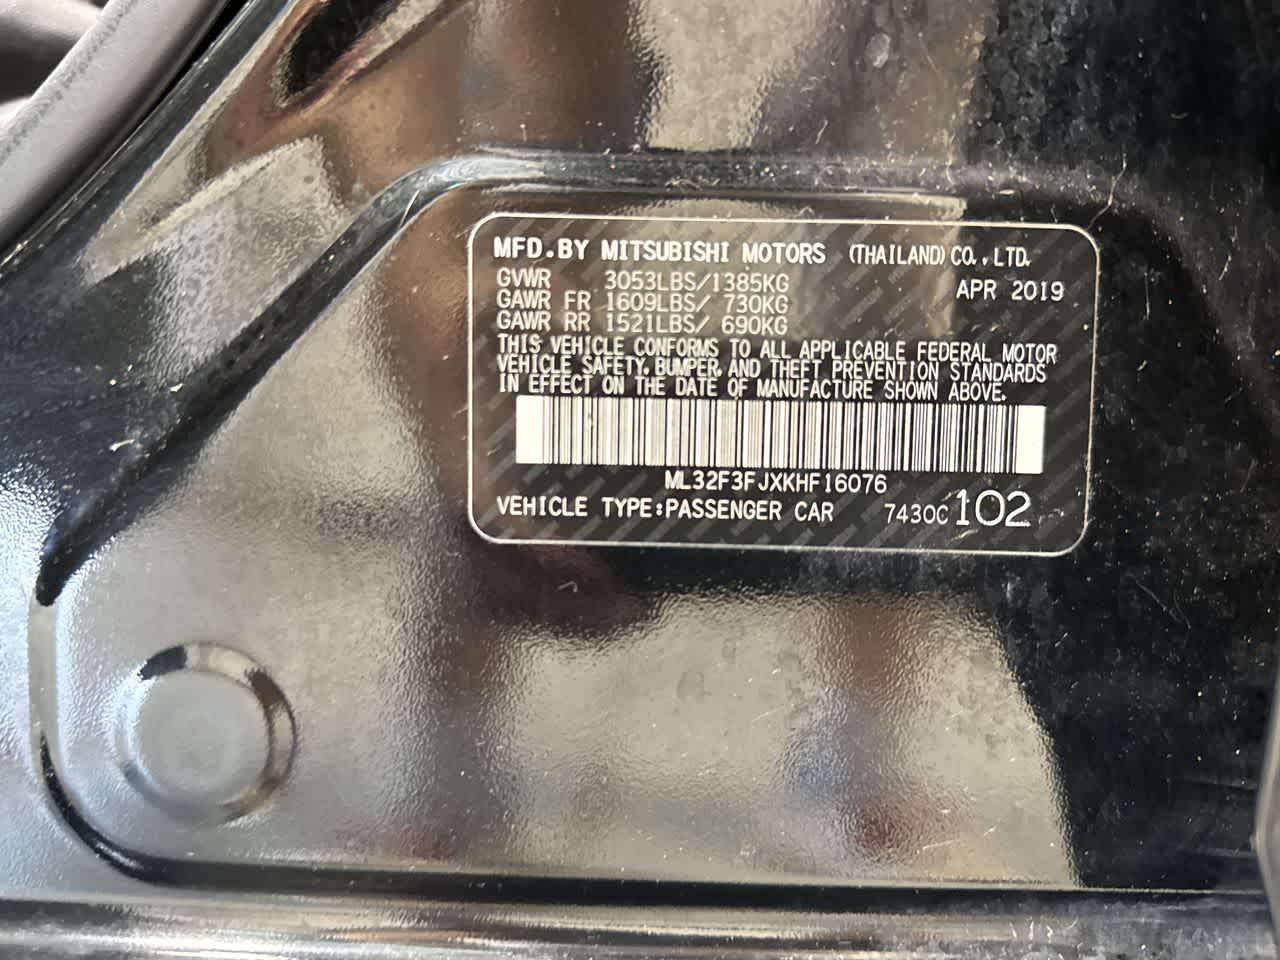 MFD.BY MITSUBISHI MOTORS (THAILAND)CO.,LTD.
GVWR 3053LBS/1385KG APR 2019
GAWR FR 1609LBS/ 730KG
GAWR RR 1521LBS/ 690KG
THIS VEHICLE CONFORMS TO ALL APPLICABLE FEDERAL MOTOR
VEHICLE SAFETY, BUMPER, AND THEFT PREVENTION STANDARDS
IN EFFECT ON THE DATE OF MANUFACTURE SHOWN ABOVE.
ML32F3FJXKHF16076
VEHICLE TYPE:PASSENGER CAR 7430C 102